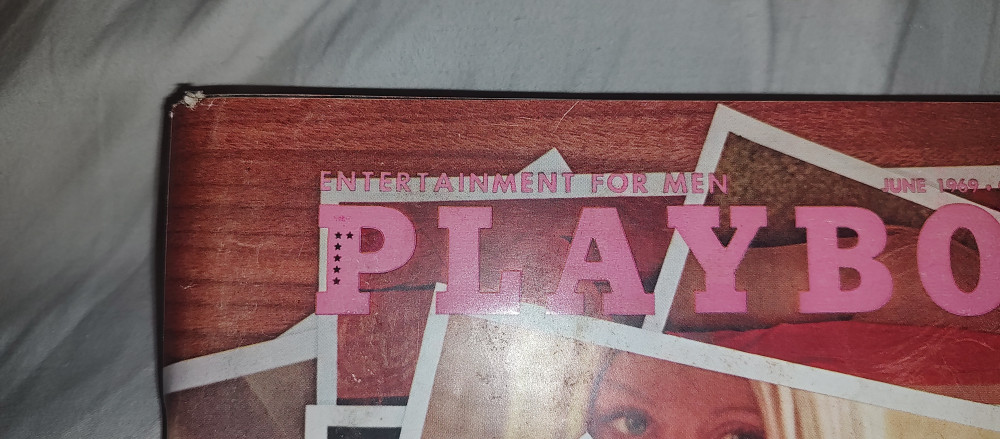 ENTERTAINMENT FOR MEN
JUNE 1969 •
PLAYBO